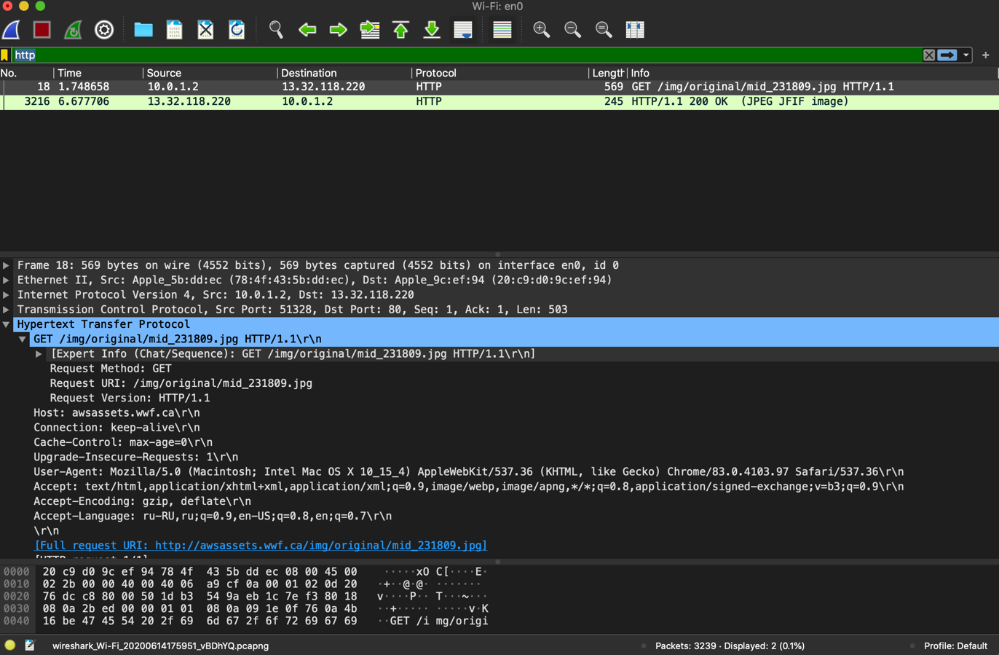 Wi-Fi: en0
http
No. Time Source Destination Protocol Length Info
18 1.748658 10.0.1.2 13.32.118.220 HTTP 569 GET /img/original/mid_231809.jpg HTTP/1.1
3216 6.677706 13.32.118.220 10.0.1.2 HTTP 245 HTTP/1.1 200 OK  (JPEG JFIF image)
Frame 18: 569 bytes on wire (4552 bits), 569 bytes captured (4552 bits) on interface en0, id 0
Ethernet II, Src: Apple_5b:dd:ec (78:4f:43:5b:dd:ec), Dst: Apple_9c:ef:94 (20:c9:d0:9c:ef:94)
Internet Protocol Version 4, Src: 10.0.1.2, Dst: 13.32.118.220
Transmission Control Protocol, Src Port: 51328, Dst Port: 80, Seq: 1, Ack: 1, Len: 503
Hypertext Transfer Protocol
GET /img/original/mid_231809.jpg HTTP/1.1\r\n
[Expert Info (Chat/Sequence): GET /img/original/mid_231809.jpg HTTP/1.1\r\n]
Request Method: GET
Request URI: /img/original/mid_231809.jpg
Request Version: HTTP/1.1
Host: awsassets.wwf.ca\r\n
Connection: keep-alive\r\n
Cache-Control: max-age=0\r\n
Upgrade-Insecure-Requests: 1\r\n
User-Agent: Mozilla/5.0 (Macintosh; Intel Mac OS X 10_15_4) AppleWebKit/537.36 (KHTML, like Gecko) Chrome/83.0.4103.97 Safari/537.36\r\n
Accept: text/html,application/xhtml+xml,application/xml;q=0.9,image/webp,image/apng,*/*;q=0.8,application/signed-exchange;v=b3;q=0.9\r\n
Accept-Encoding: gzip, deflate\r\n
Accept-Language: ru-RU,ru;q=0.9,en-US;q=0.8,en;q=0.7\r\n
\r\n
[Full request URI: http://awsassets.wwf.ca/img/original/mid_231809.jpg]
[HTTP request 1/1]
0000 20 c9 d0 9c ef 94 78 4f 43 5b dd ec 08 00 45 00 ·····xO C[····E·
0010 02 2b 00 00 40 00 40 06 a9 cf 0a 00 01 02 0d 20 ·+··@·@· ·······
0020 76 dc c8 80 00 50 1d b3 54 9a eb 1c 7e f3 80 18 v····P·· T···~···
0030 08 0a 2b ed 00 00 01 01 08 0a 09 1e 0f 76 0a 4b ··+····· ·····v·K
0040 16 be 47 45 54 20 2f 69 6d 67 2f 6f 72 69 67 69 ··GET /i mg/origi
wireshark_Wi-Fi_20200614175951_vBDhYQ.pcapng Packets: 3239 · Displayed: 2 (0.1%) Profile: Default